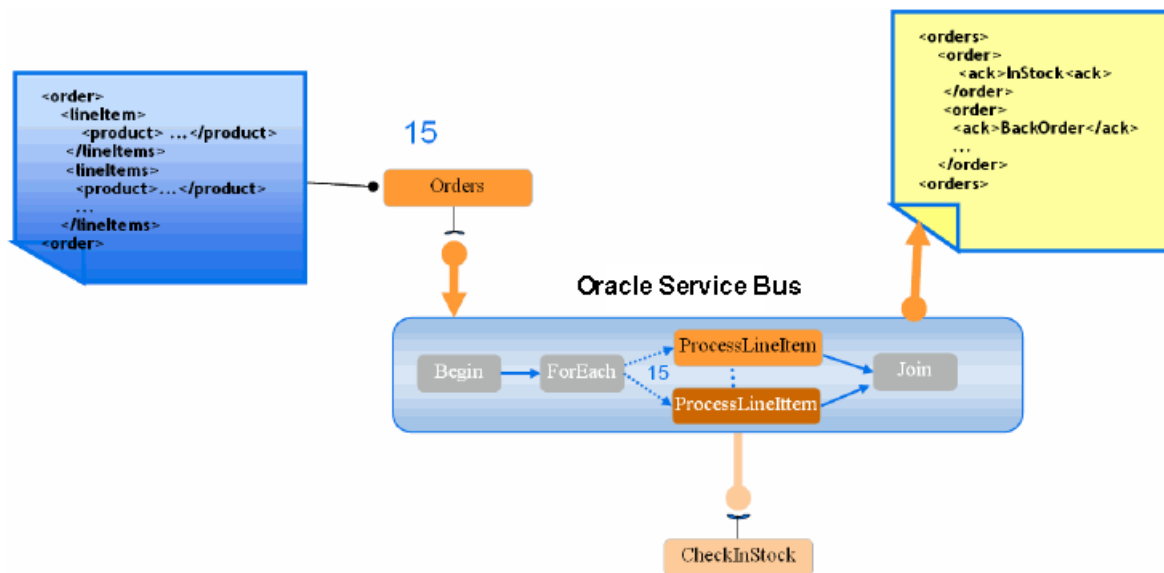 <order>
<lineItem>
<product> ...</product>
</lineItems>
<lineItems>
<product>...</product>
...
</lineItems>
<order>
15
Orders
<orders>
<order>
<ack>InStock<ack>
</order>
<order>
<ack>BackOrder</ack>
...
</order>
<orders>
Oracle Service Bus
Begin
ForEach
15
ProcessLineItem
ProcessLineIttem
Join
CheckInStock